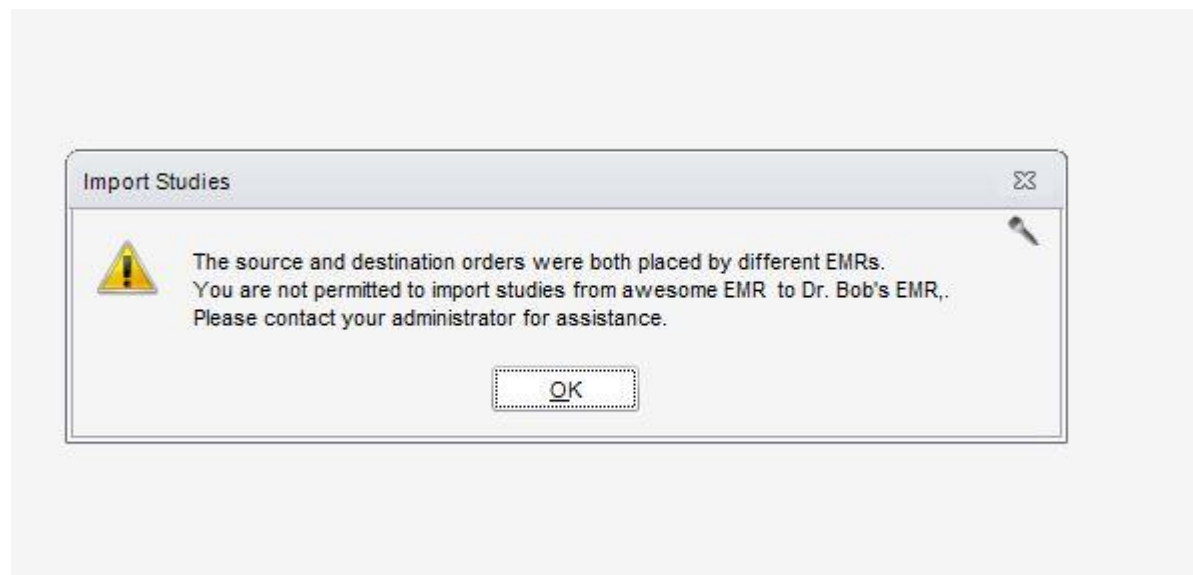 Import Studies
The source and destination orders were both placed by different EMRs.
You are not permitted to import studies from awesome EMR  to Dr. Bob's EMR,.
Please contact your administrator for assistance.
OK